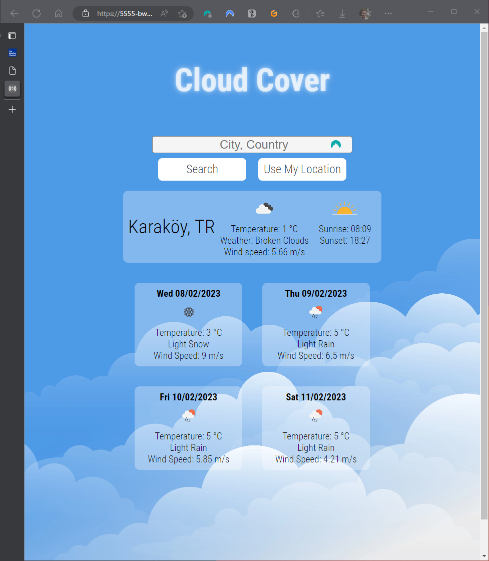 https://5555-bw...
Cloud Cover
City, Country
Search
Use My Location
Karaköy, TR
Temperature: 1 °C
Weather: Broken Clouds
Wind speed: 5.66 m/s
Sunrise: 08:09
Sunset: 18:27
Wed 08/02/2023
Temperature: 3 °C
Light Snow
Wind Speed: 9 m/s
Thu 09/02/2023
Temperature: 5 °C
Light Rain
Wind Speed: 6.5 m/s
Fri 10/02/2023
Temperature: 5 °C
Light Rain
Wind Speed: 5.85 m/s
Sat 11/02/2023
Temperature: 5 °C
Light Rain
Wind Speed: 4.21 m/s